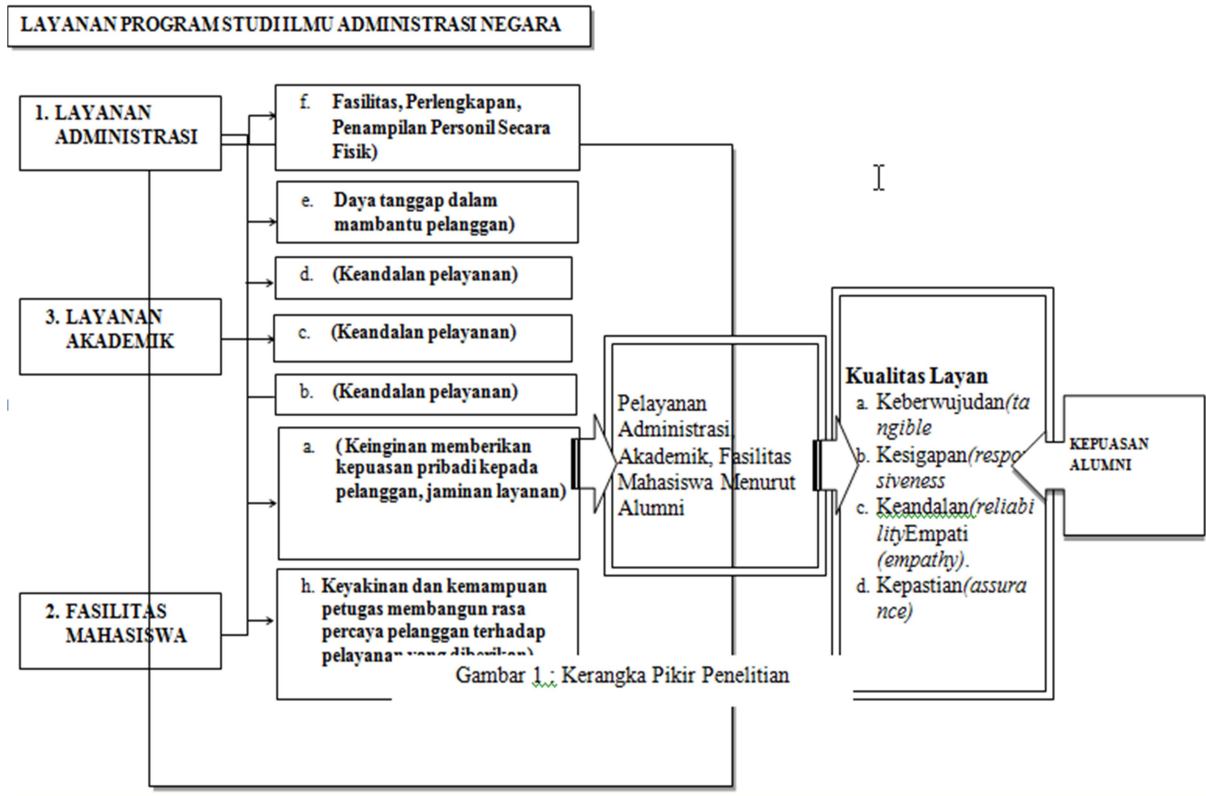 LAYANAN PROGRAM STUDI ILMU ADMINISTRASI NEGARA
1. LAYANAN
ADMINISTRASI
f. Fasilitas, Perlengkapan,
Penampilan Personil Secara
Fisik)
e. Daya tanggap dalam
mambantu pelanggan)
d. (Keandalan pelayanan)
3. LAYANAN
AKADEMIK
c. (Keandalan pelayanan)
b. (Keandalan pelayanan)
a. ( Keinginan memberikan
kepuasan pribadi kepada
pelanggan, jaminan layanan)
2. FASILITAS
MAHASISWA
h. Keyakinan dan kemampuan
petugas membangun rasa
percaya pelanggan terhadap
Pelayanan
Administrasi,
Akademik, Fasilitas
Mahasiswa Menurut
Alumni
Kualitas Layan
a. Keberwujudan(ta
ngible
b. Kesigapan(respon
siveness
c. Keandalan(reliabi
lityEmpati
(empathy).
d. Kepastian(assura
nce)
KEPUASAN
ALUMNI
Gambar 1 : Kerangka Pikir Penelitian